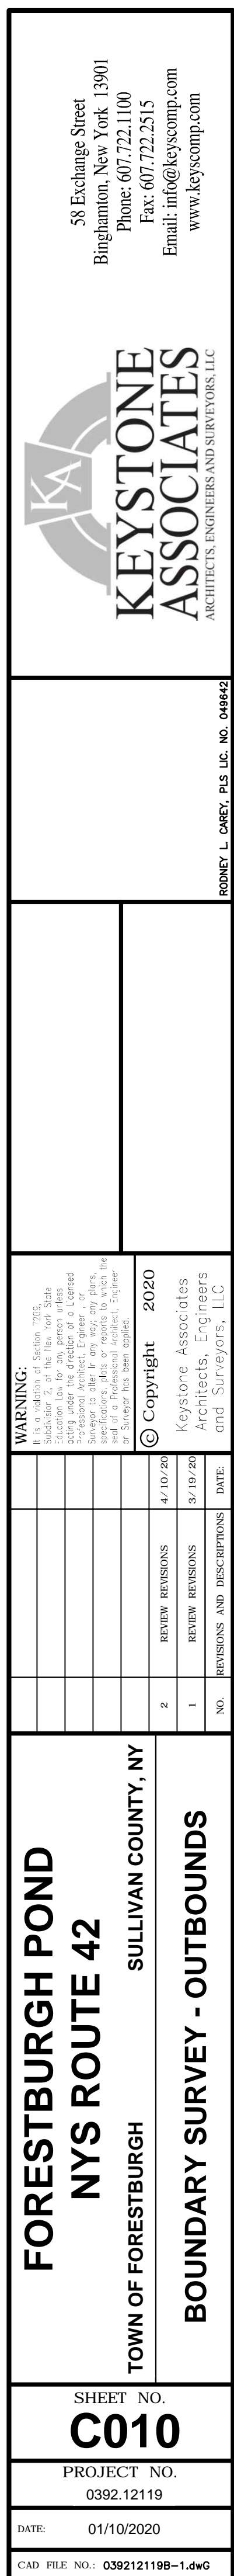 58 Exchange Street
Binghamton, New York 13901
Phone: 607.722.1100
Fax: 607.722.2515
Email: info@keyscomp.com
www.keyscomp.com
KA
KEYSTONE
ASSOCIATES
ARCHITECTS, ENGINEERS AND SURVEYORS, LLC
RODNEY L. CAREY, PLS LIC. NO. 049642
WARNING:
It is a violation of Section 7209,
Subdivision 2, of the New York State
Education Law for any person unless
acting under the direction of a Licensed
Professional Architect, Engineer, or
Surveyor to alter in any way; any plans,
specifications, plats or reports to which the
seal of a Professional Architect, Engineer
or Surveyor has been applied.
© Copyright 2020
Keystone Associates
Architects, Engineers
and Surveyors, LLC
2 REVIEW REVISIONS 4/10/20
1 REVIEW REVISIONS 3/19/20
NO. REVISIONS AND DESCRIPTIONS DATE:
FORESTBURGH POND
NYS ROUTE 42
TOWN OF FORESTBURGH SULLIVAN COUNTY, NY
BOUNDARY SURVEY - OUTBOUNDS
SHEET NO.
C010
PROJECT NO.
0392.12119
DATE: 01/10/2020
CAD FILE NO.: 039212119B-1.dwG